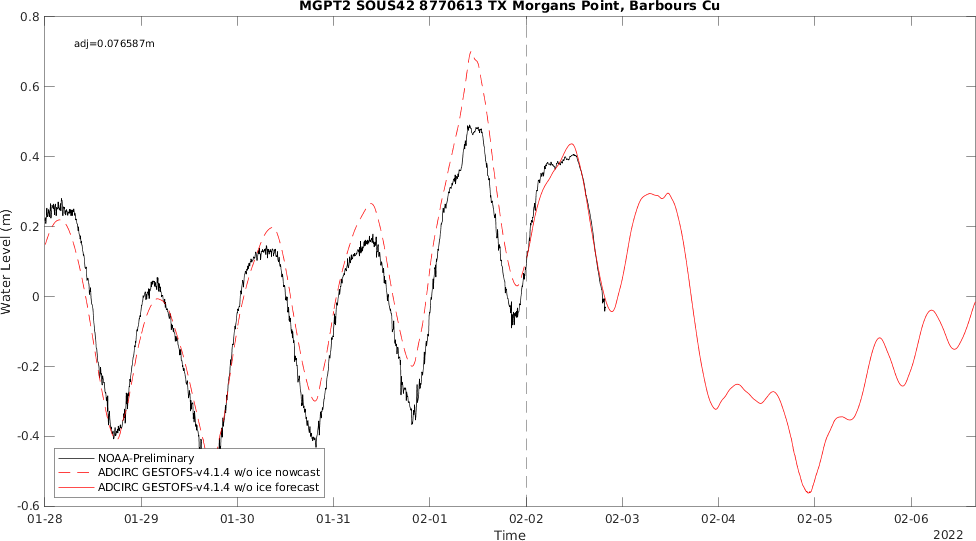 MGPT2 SOUS42 8770613 TX Morgans Point, Barbours Cu
adj=0.076587m
Water Level (m)
0.8
0.6
0.4
0.2
0
-0.2
-0.4
-0.6
NOAA-Preliminary
ADCIRC GESTOFS-v4.1.4 w/o ice nowcast
ADCIRC GESTOFS-v4.1.4 w/o ice forecast
01-28 01-29 01-30 01-31 02-01 02-02 02-03 02-04 02-05 02-06
Time
2022